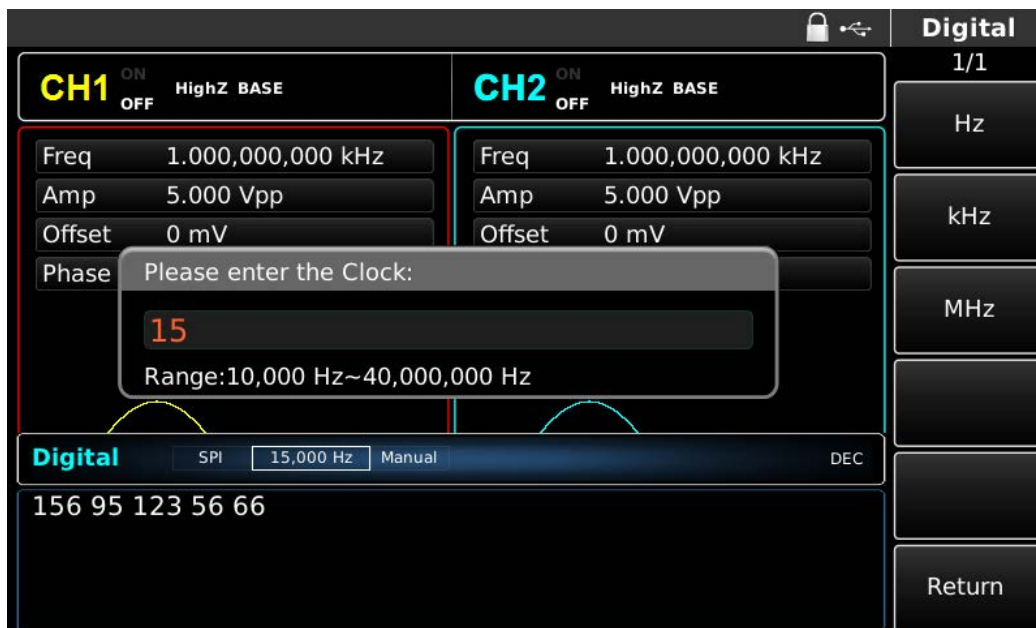 Digital
1/1
CH1 ON OFF HighZ BASE
CH2 ON OFF HighZ BASE
Freq 1.000,000,000 kHz
Amp 5.000 Vpp
Offset 0 mV
Phase
Freq 1.000,000,000 kHz
Amp 5.000 Vpp
Offset 0 mV
Please enter the Clock:
15
Range:10,000 Hz~40,000,000 Hz
Digital SPI 15,000 Hz Manual DEC
156 95 123 56 66
Hz
kHz
MHz
Return